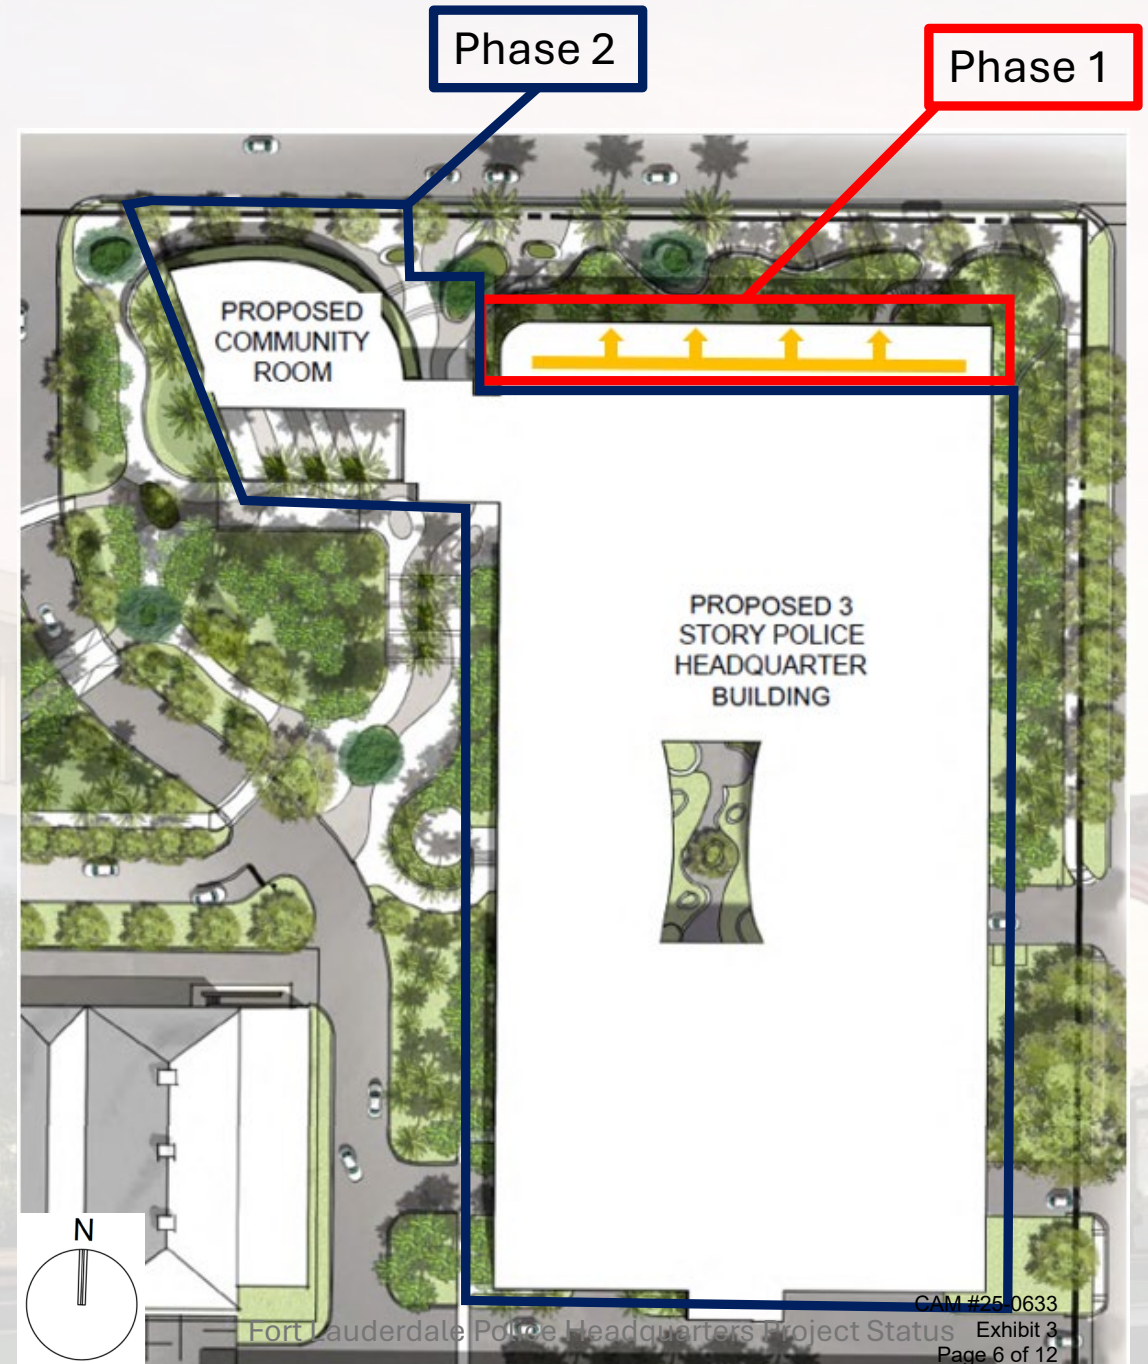 Phase 2
Phase 1
PROPOSED
COMMUNITY
ROOM
PROPOSED 3
STORY POLICE
HEADQUARTER
BUILDING
N
CAM #25-0633
Fort Lauderdale Police Headquarters Project Status
Exhibit 3
Page 6 of 12